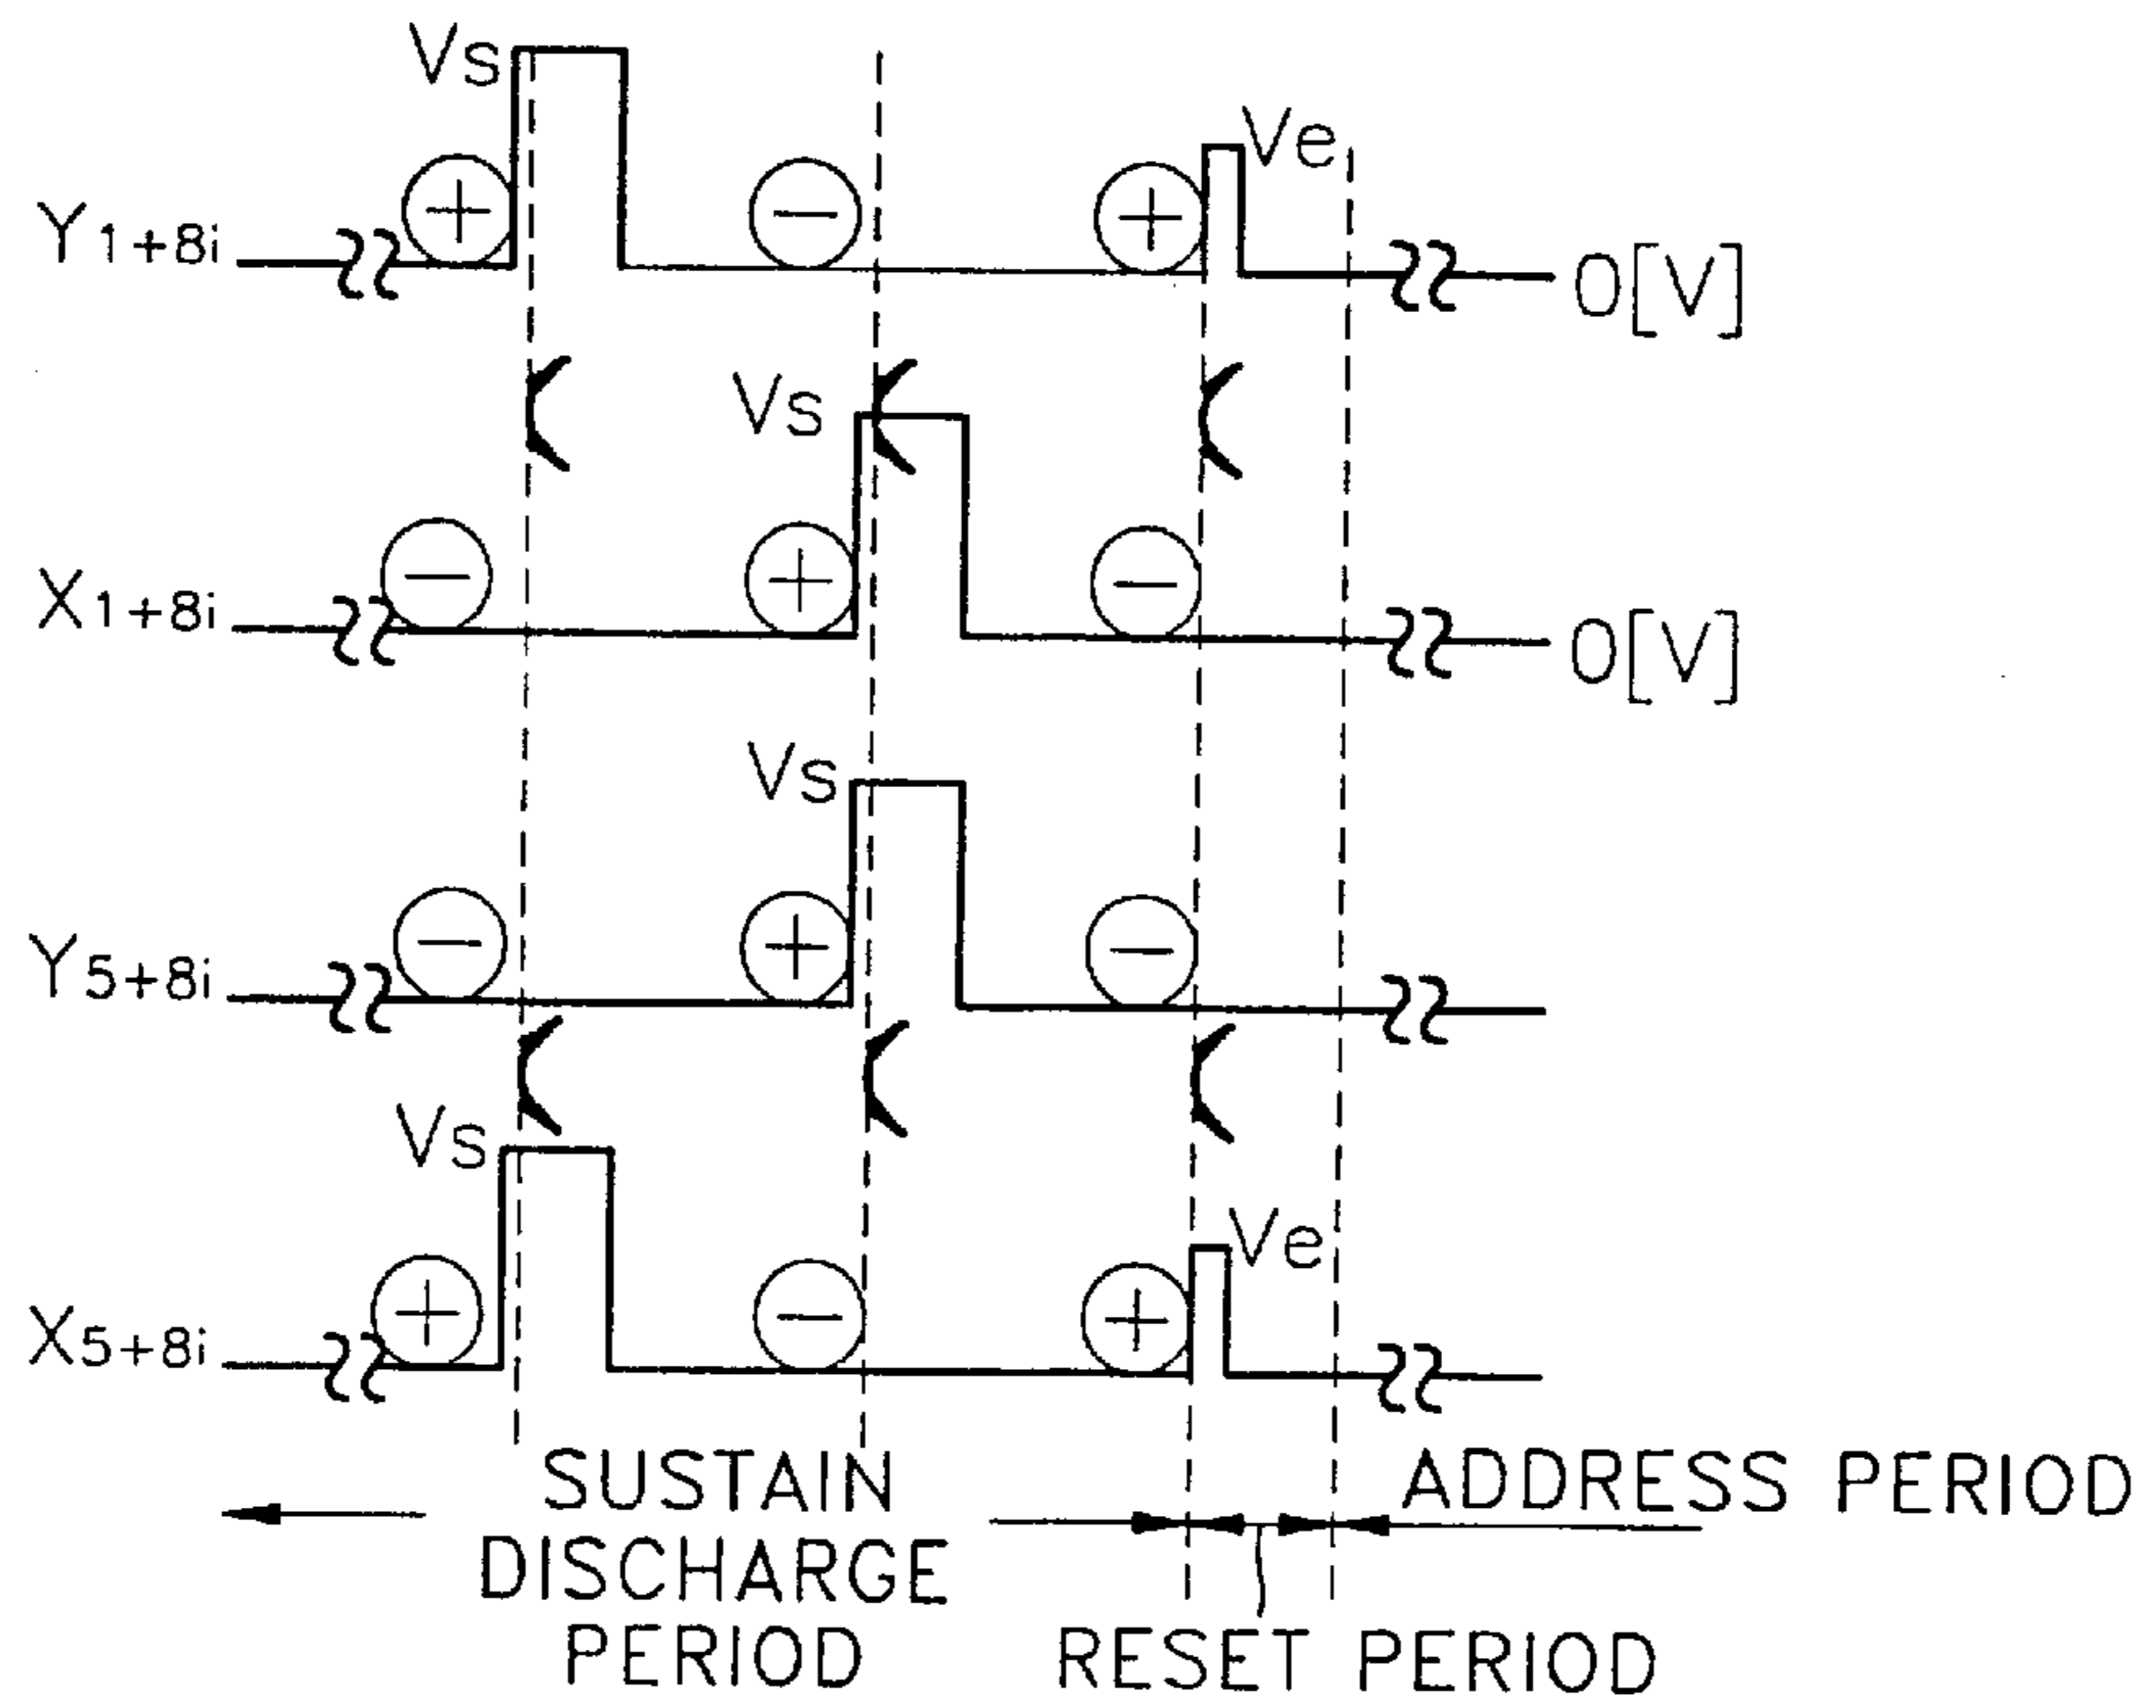 Vs
Ve
Y1+8i
+
−
+
0[V]
Vs
X1+8i
−
+
−
0[V]
Vs
Y5+8i
−
+
−
Vs
Ve
X5+8i
+
−
+
SUSTAIN
DISCHARGE
PERIOD
RESET PERIOD
ADDRESS PERIOD